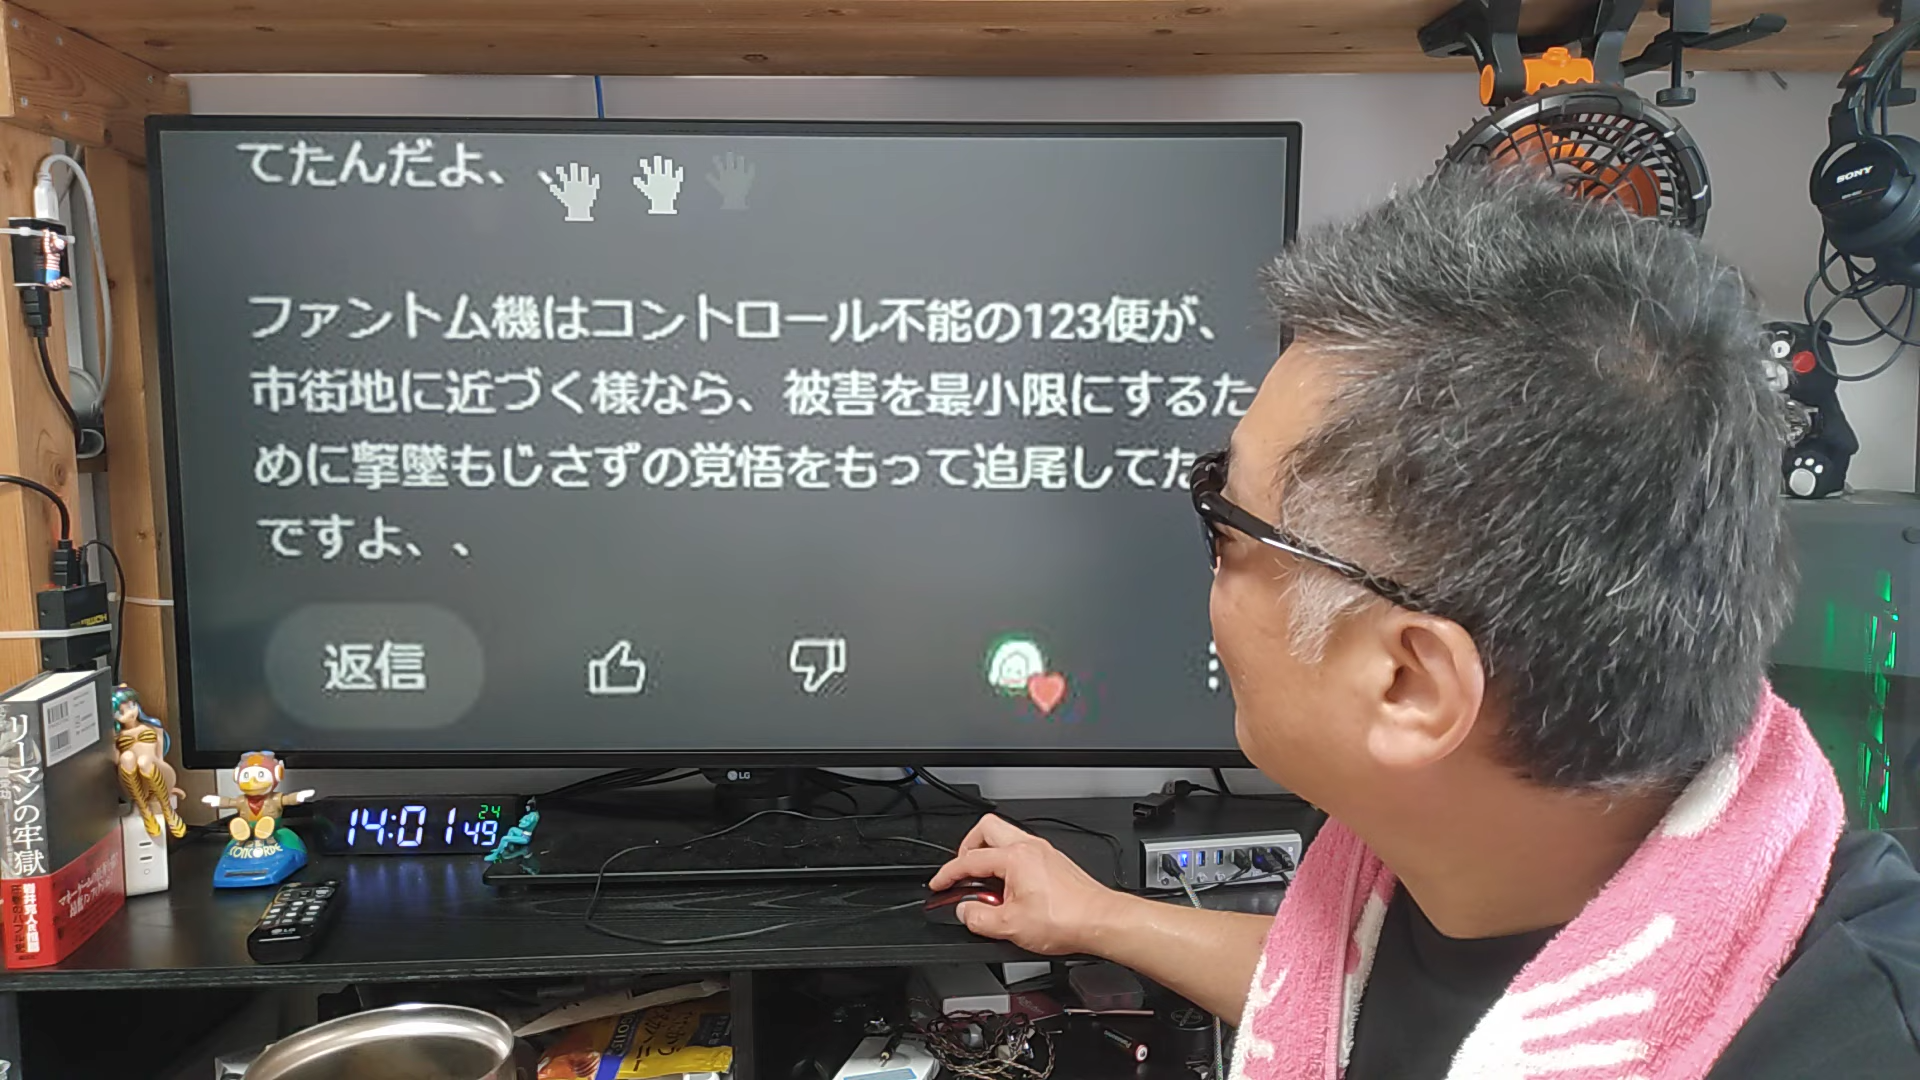 てたんだよ、、
ファントム機はコントロール不能の123便が、
市街地に近づく様なら、被害を最小限にするた
めに撃墜もじさずの覚悟をもって追尾してた
ですよ、、
返信
LG
14:01 49
24
CONCORDE
SONY
リーマンの牢獄